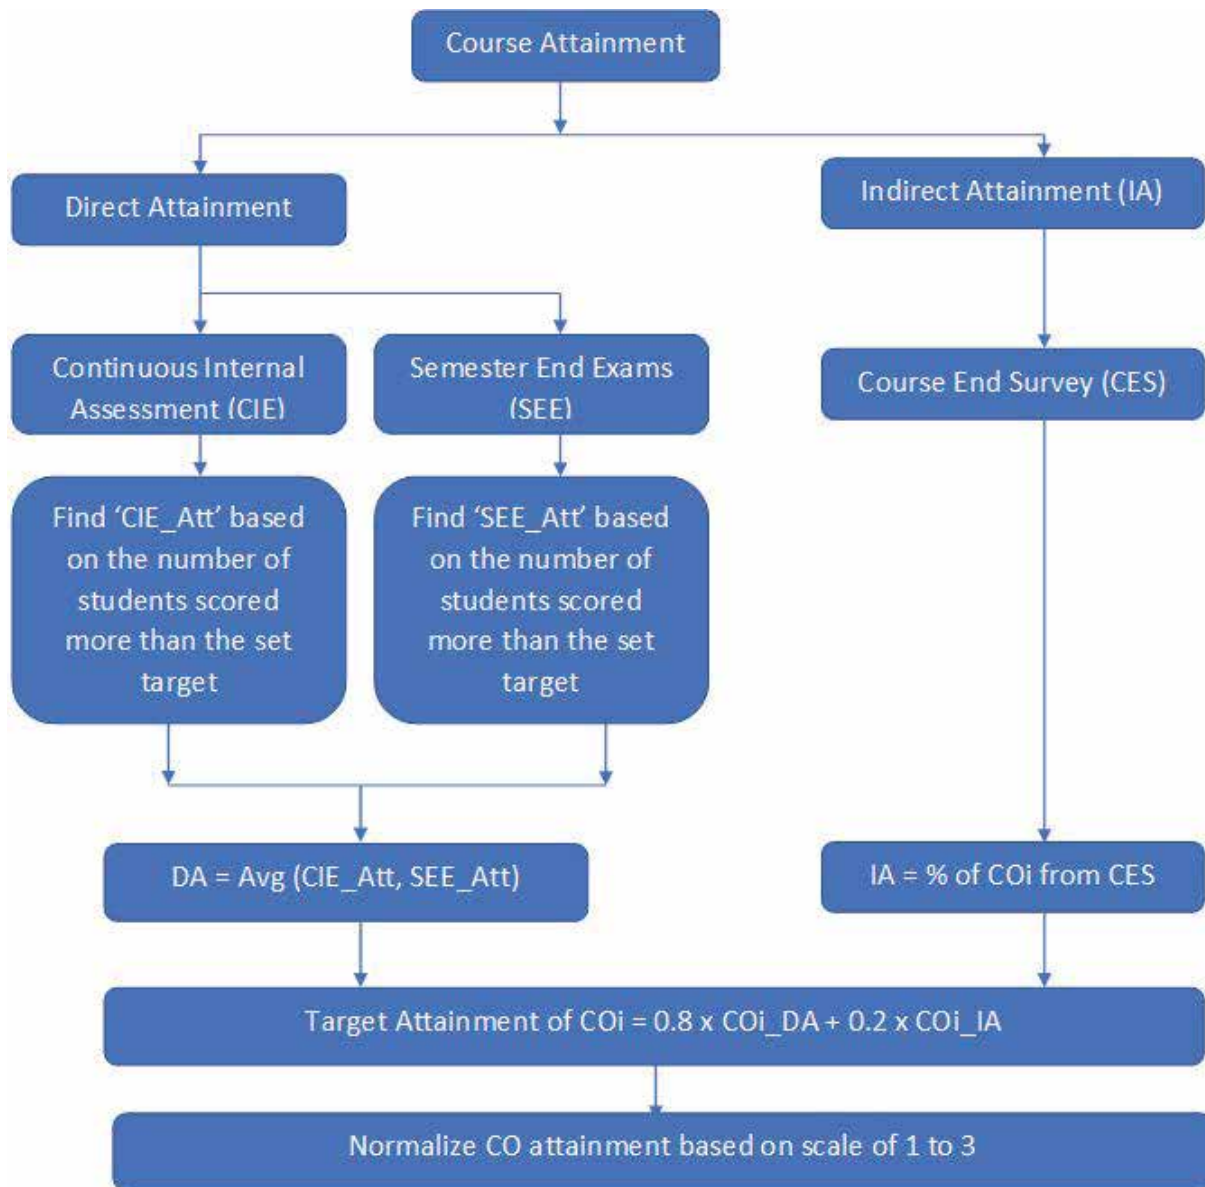 Course Attainment
Direct Attainment
Indirect Attainment (IA)
Continuous Internal
Assessment (CIE)
Semester End Exams
(SEE)
Course End Survey (CES)
Find ‘CIE_Att’ based
on the number of
students scored
more than the set
target
Find ‘SEE_Att’ based
on the number of
students scored
more than the set
target
DA = Avg (CIE_Att, SEE_Att)
IA = % of COi from CES
Target Attainment of COi = 0.8 x COi_DA + 0.2 x COi_IA
Normalize CO attainment based on scale of 1 to 3